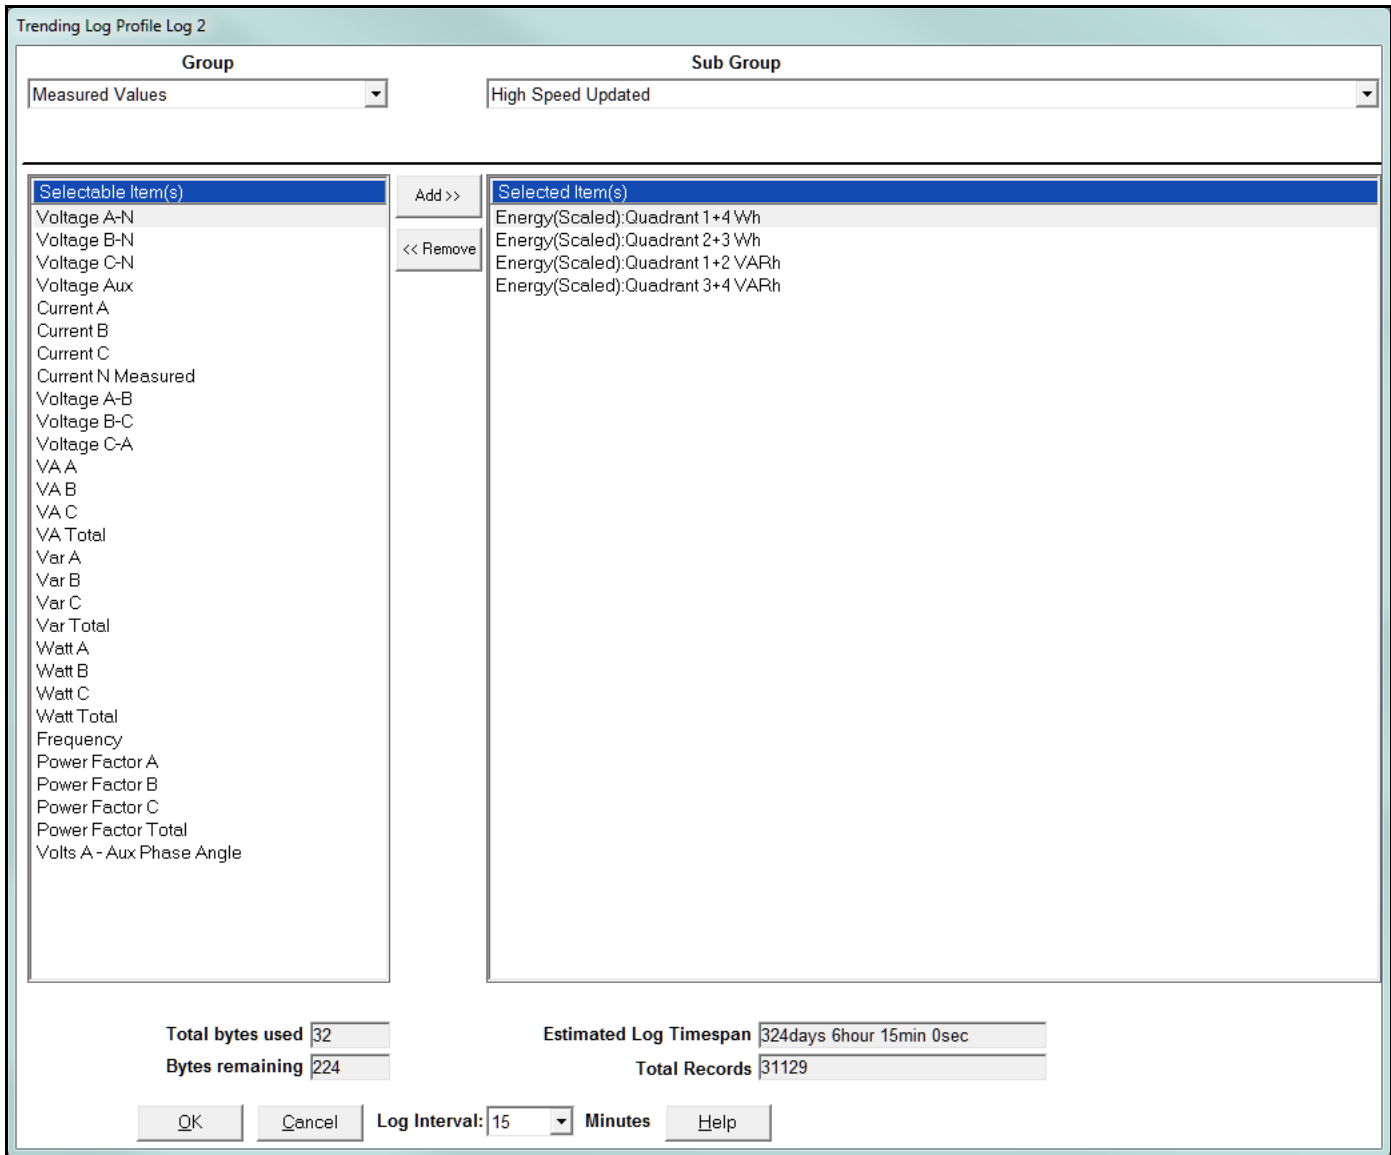 Trending Log Profile Log 2
Group
Sub Group
Measured Values
High Speed Updated
Selectable Item(s)
Voltage A-N
Voltage B-N
Voltage C-N
Voltage Aux
Current A
Current B
Current C
Current N Measured
Voltage A-B
Voltage B-C
Voltage C-A
VA A
VA B
VA C
VA Total
Var A
Var B
Var C
Var Total
Watt A
Watt B
Watt C
Watt Total
Frequency
Power Factor A
Power Factor B
Power Factor C
Power Factor Total
Volts A - Aux Phase Angle
Add >>
<< Remove
Selected Item(s)
Energy(Scaled):Quadrant 1+4 Wh
Energy(Scaled):Quadrant 2+3 Wh
Energy(Scaled):Quadrant 1+2 VARh
Energy(Scaled):Quadrant 3+4 VARh
Total bytes used 32
Bytes remaining 224
Estimated Log Timespan 324days 6hour 15min 0sec
Total Records 31129
OK Cancel Log Interval: 15 Minutes Help